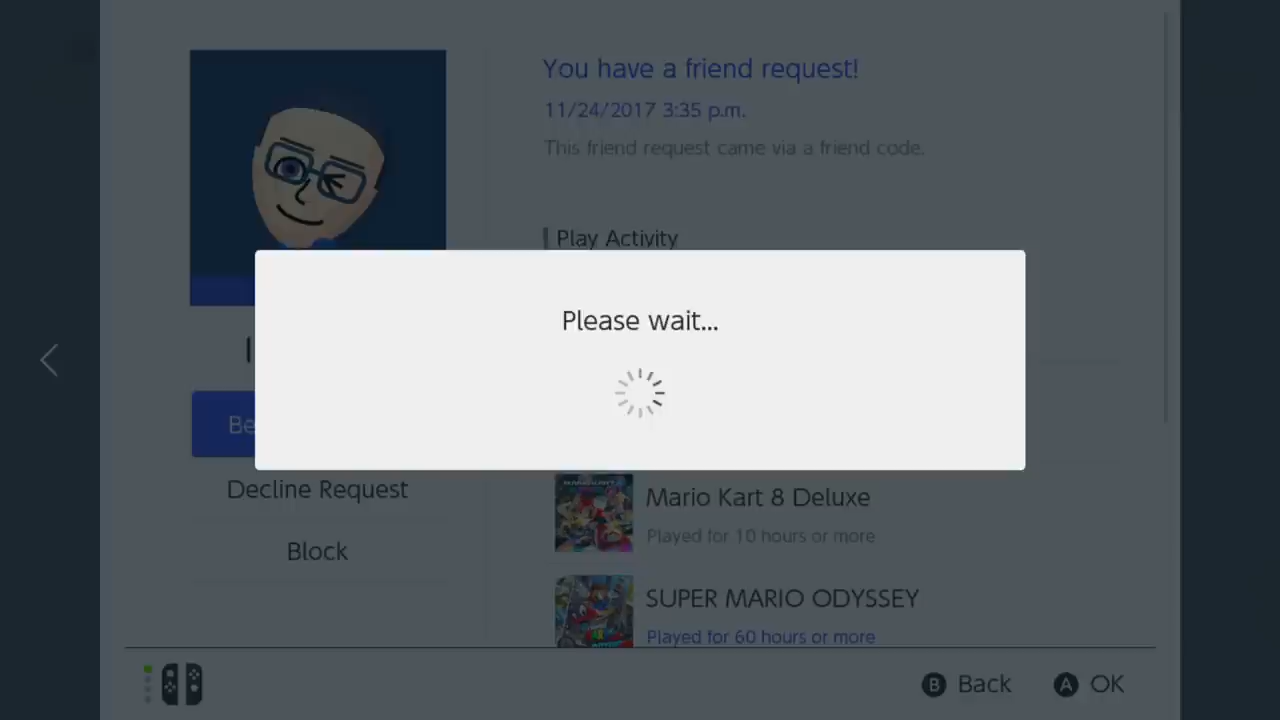 You have a friend request!
11/24/2017 3:35 p.m.
This friend request came via a friend code.
Play Activity
Please wait...
Be
Decline Request
Block
Mario Kart 8 Deluxe
Played for 10 hours or more
SUPER MARIO ODYSSEY
Played for 60 hours or more
B Back
A OK